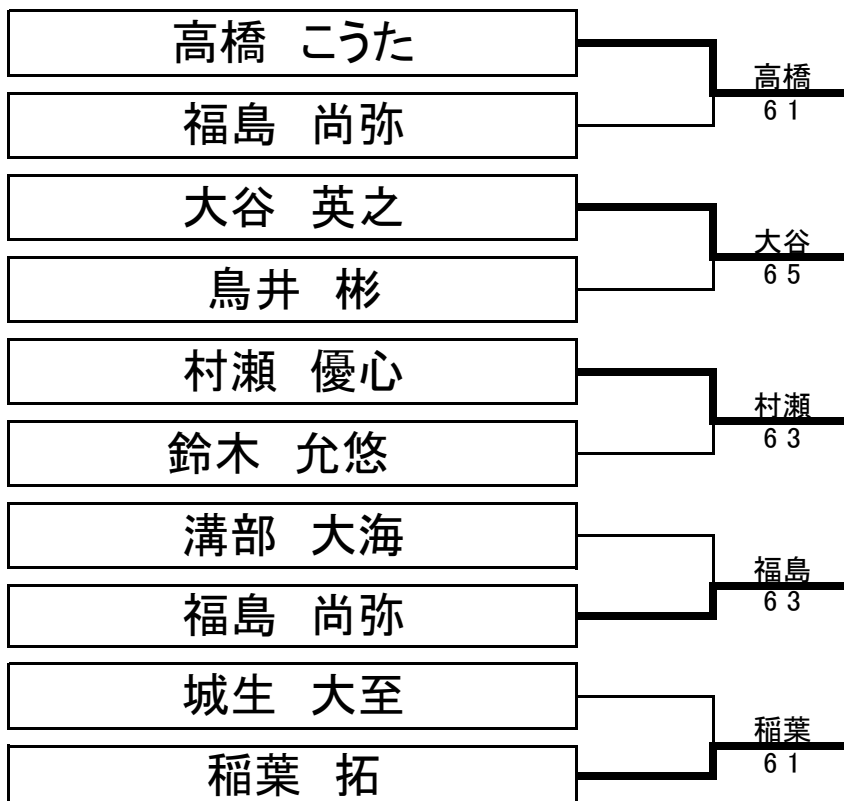 高橋　こうた
高橋
6 1
福島　尚弥
大谷　英之
大谷
6 5
鳥井　彬
村瀬　優心
村瀬
6 3
鈴木　允悠
溝部　大海
福島
6 3
福島　尚弥
城生　大至
稲葉
6 1
稲葉　拓